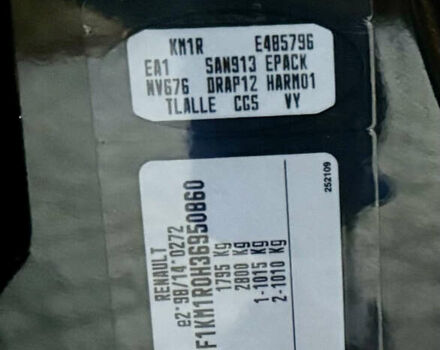 KM1R E485796
EA1 SAN913 EPACK
NV676 DRAP12 HARM01
TLALLE CG5 VY
252109
RENAULT
e2*98/14*0272
F1KM1R0H36950860
1795 Kg
2800 Kg
1-1015 Kg
2-1010 Kg